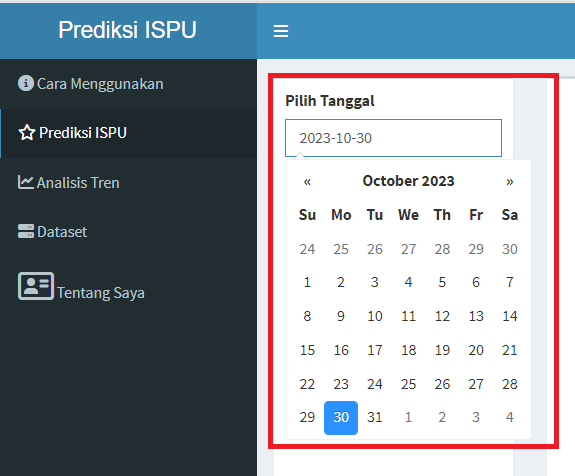 Prediksi ISPU
Cara Menggunakan
Prediksi ISPU
Analisis Tren
Dataset
Tentang Saya
Pilih Tanggal
2023-10-30
« October 2023 »
Su Mo Tu We Th Fr Sa
24 25 26 27 28 29 30
1 2 3 4 5 6 7
8 9 10 11 12 13 14
15 16 17 18 19 20 21
22 23 24 25 26 27 28
29 30 31 1 2 3 4